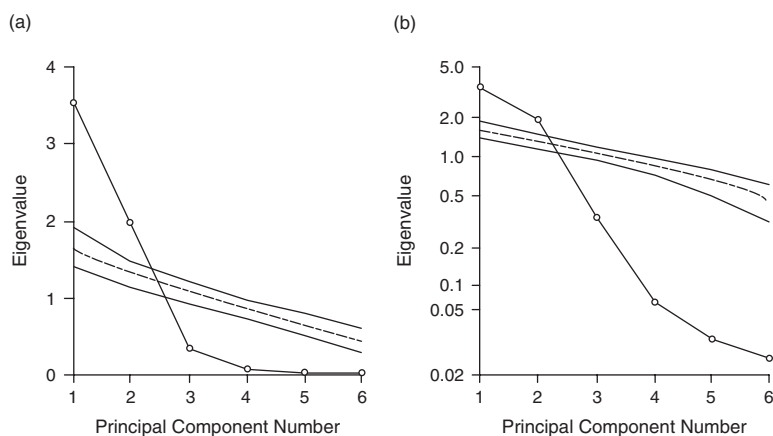 (a)
4
3
2
1
0
Eigenvalue
1 2 3 4 5 6
Principal Component Number
(b)
5.0
2.0
1.0
0.5
0.2
0.1
0.05
0.02
Eigenvalue
1 2 3 4 5 6
Principal Component Number